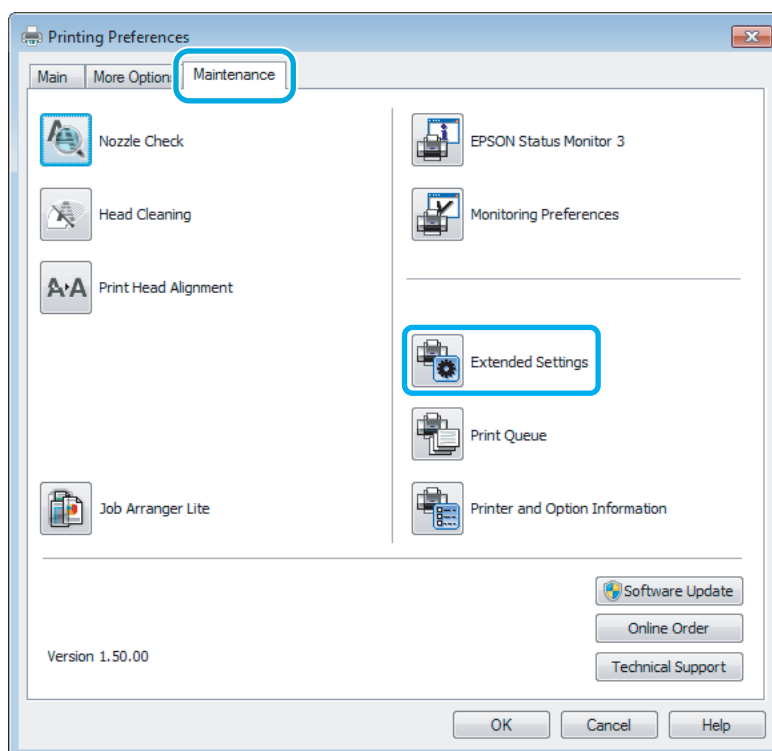 Printing Preferences
Main
More Options
Maintenance
Nozzle Check
EPSON Status Monitor 3
Head Cleaning
Monitoring Preferences
Print Head Alignment
Extended Settings
Print Queue
Job Arranger Lite
Printer and Option Information
Software Update
Online Order
Version 1.50.00
Technical Support
OK
Cancel
Help